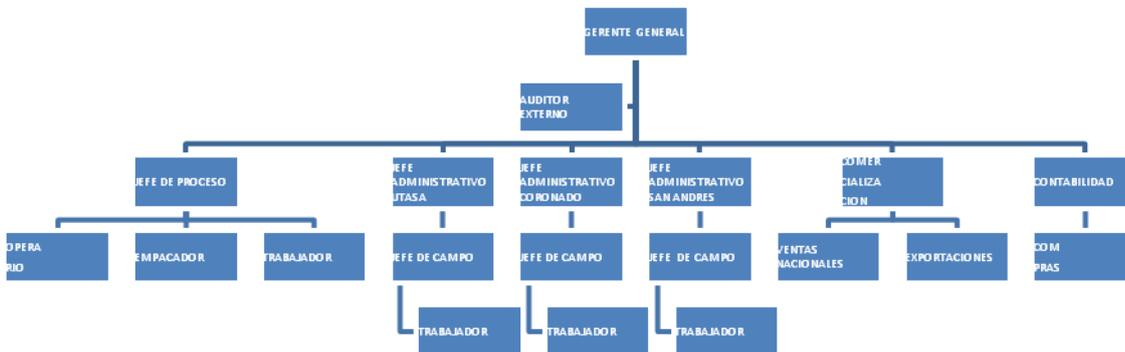 GERENTE GENERAL
AUDITOR
EXTERNO
JEFE DE PROCESO
JEFE
ADMINISTRATIVO
UTASA
JEFE
ADMINISTRATIVO
CORONADO
JEFE
ADMINISTRATIVO
SAN ANDRES
COMER
CIALIZA
CION
CONTABILIDAD
OPERA
RIO
EMPACADOR
TRABAJADOR
JEFE DE CAMPO
JEFE DE CAMPO
JEFE DE CAMPO
VENTAS
NACIONALES
EXPORTACIONES
COM
PRAS
TRABAJADOR
TRABAJADOR
TRABAJADOR